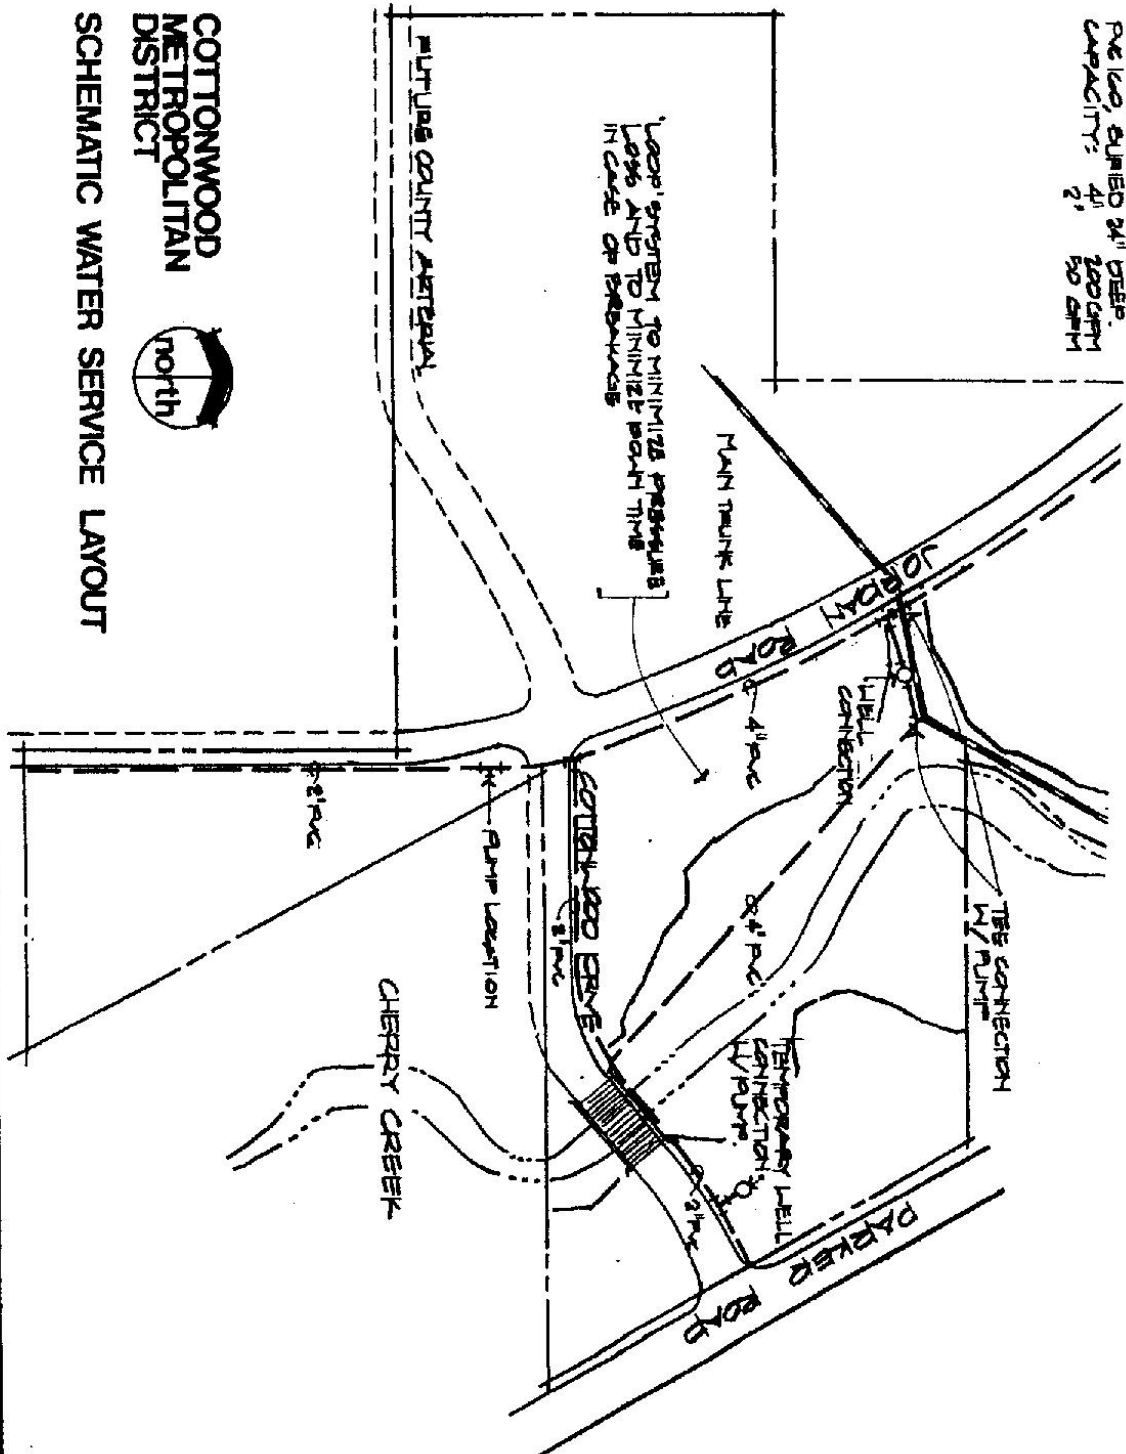 PVC 160, BURIED 24" DEEP.
CAPACITY: 4" 200 GPM
2" 50 GPM
'LOOP' SYSTEM TO MINIMIZE PRESSURE
LOSS AND TO MINIMIZE DOWN TIME
IN CASE OF BREAKAGE
FUTURE COUNTY ARTERIAL
MAIN TRUNK LINE
JORDAN ROAD
WELL
CONNECTION
4" PVC
TEE CONNECTION
W/ PUMP
4" PVC
COTTONWOOD DRIVE
2" PVC
PUMP LOCATION
2" PVC
TEMPORARY WELL
CONNECTION
W/ PUMP
2" PVC
CHERRY CREEK
PARKER ROAD
COTTONWOOD
METROPOLITAN
DISTRICT
north
SCHEMATIC WATER SERVICE LAYOUT